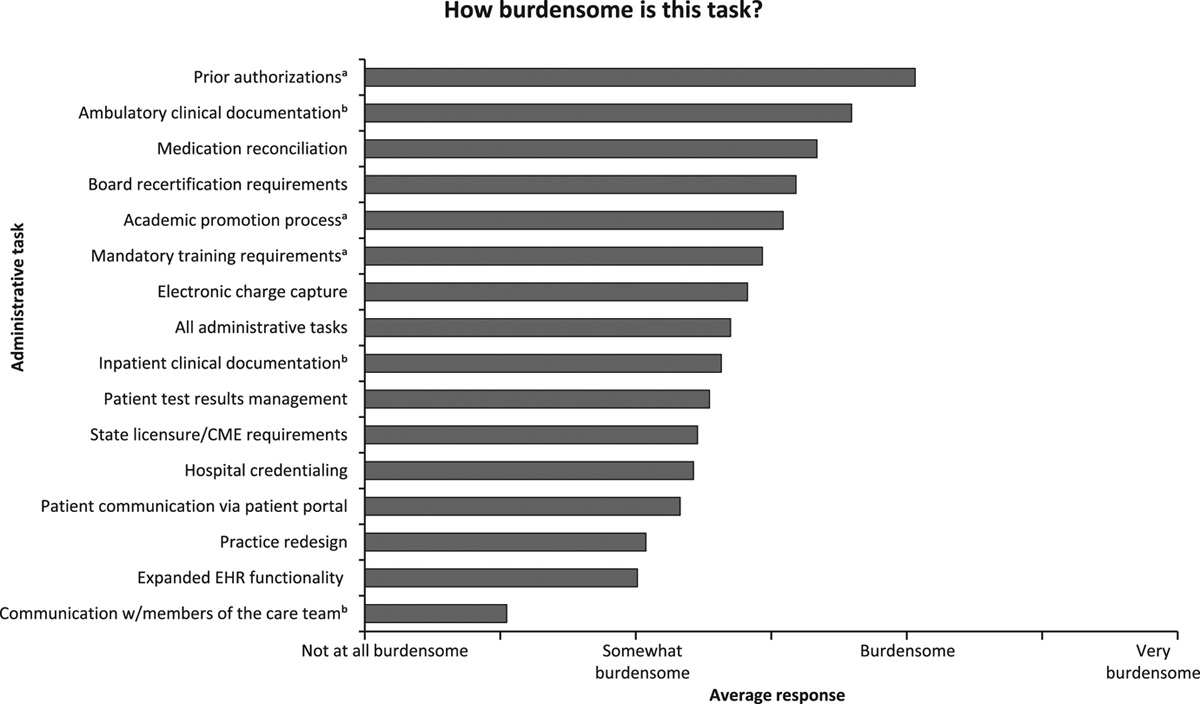 How burdensome is this task?
Prior authorizationsᵃ
Ambulatory clinical documentationᵇ
Medication reconciliation
Board recertification requirements
Academic promotion processᵃ
Mandatory training requirementsᵃ
Electronic charge capture
All administrative tasks
Inpatient clinical documentationᵇ
Patient test results management
State licensure/CME requirements
Hospital credentialing
Patient communication via patient portal
Practice redesign
Expanded EHR functionality
Communication w/members of the care teamᵇ
Administrative task
Not at all burdensome
Somewhat
burdensome
Burdensome
Very
burdensome
Average response